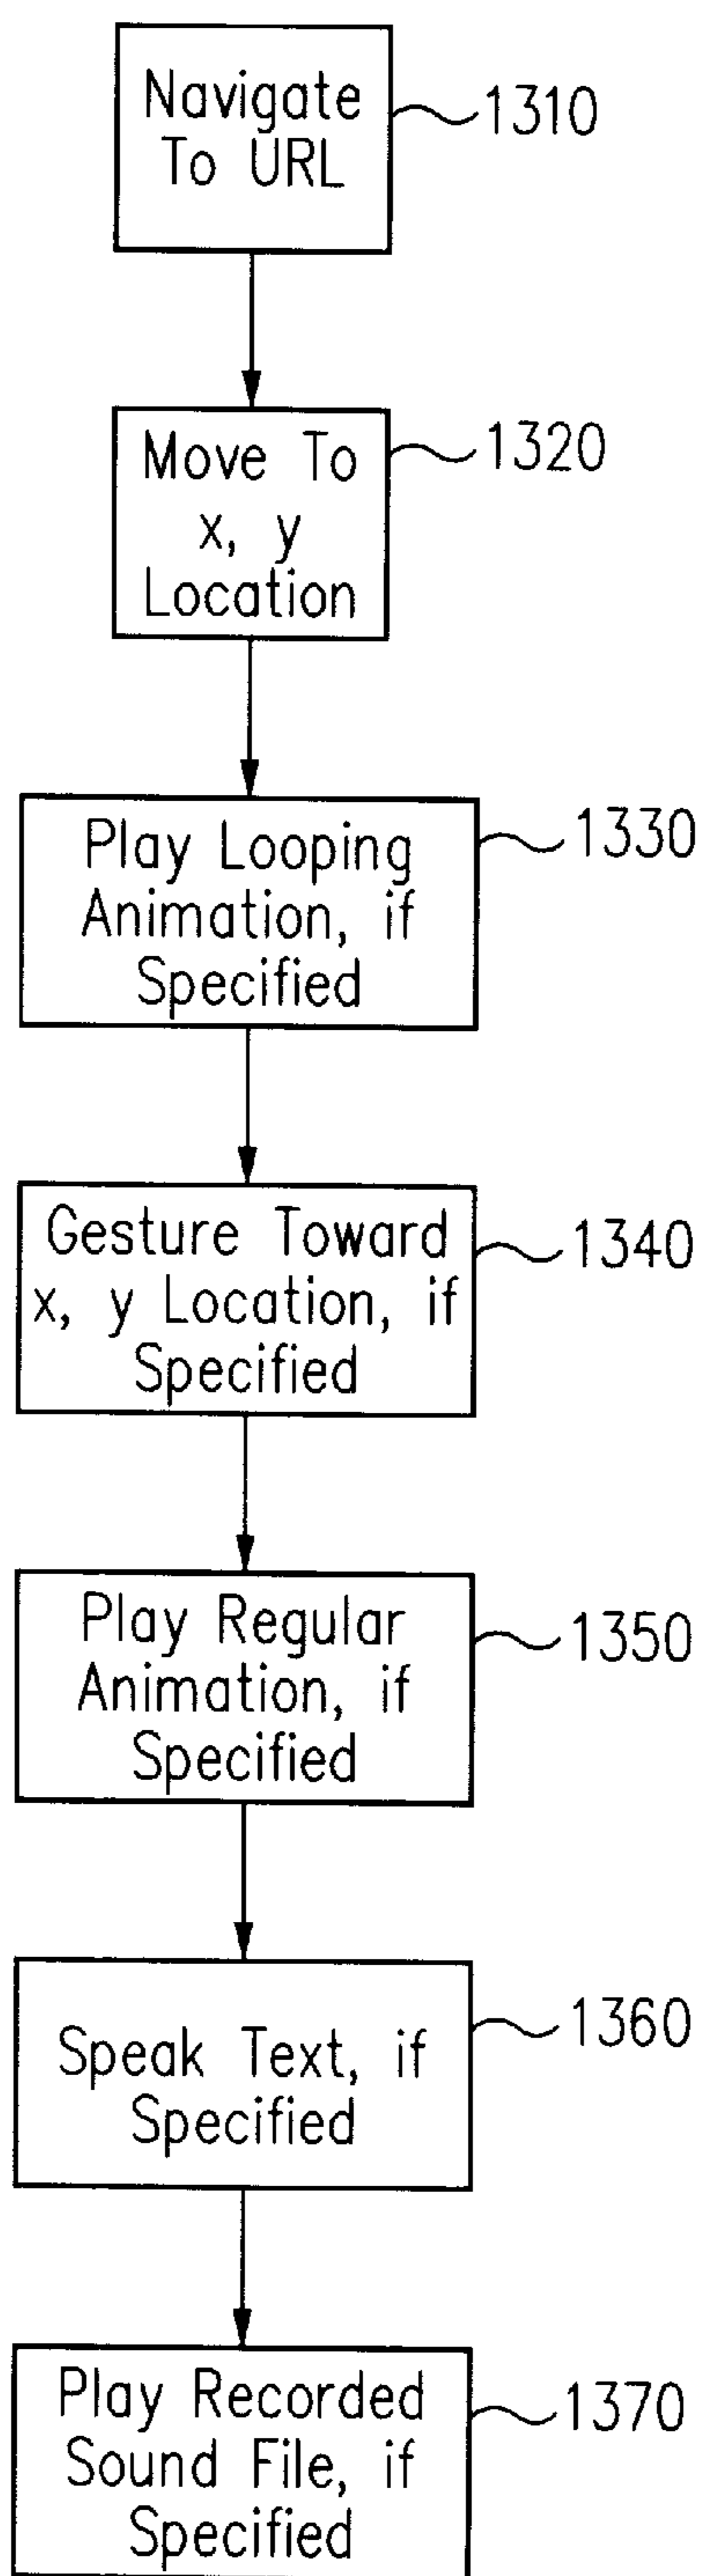 Navigate
To URL
1310
Move To
x, y
Location
1320
Play Looping
Animation, if
Specified
1330
Gesture Toward
x, y Location, if
Specified
1340
Play Regular
Animation, if
Specified
1350
Speak Text, if
Specified
1360
Play Recorded
Sound File, if
Specified
1370